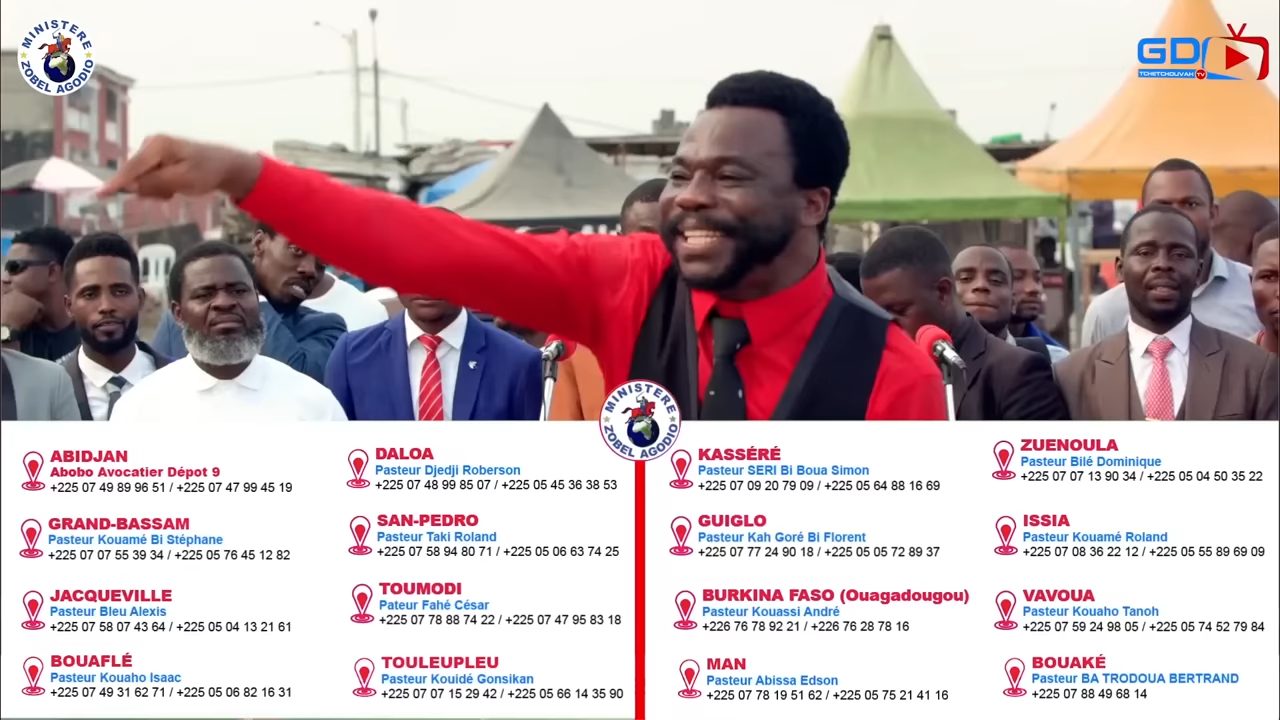 MINISTERE
ZOBEL AGODIO
GD
TCHETCHOUVAH TV
MINISTERE
ZOBEL AGODIO
ABIDJAN
Abobo Avocatier Dépot 9
+225 07 49 89 96 51 / +225 07 47 99 45 19
GRAND-BASSAM
Pasteur Kouamé Bi Stéphane
+225 07 07 55 39 34 / +225 05 76 45 12 82
JACQUEVILLE
Pasteur Bleu Alexis
+225 07 58 07 43 64 / +225 05 04 13 21 61
BOUAFLÉ
Pasteur Kouaho Isaac
+225 07 49 31 62 71 / +225 05 06 82 16 31
DALOA
Pasteur Djedji Roberson
+225 07 48 99 85 07 / +225 05 45 36 38 53
SAN-PEDRO
Pasteur Taki Roland
+225 07 58 94 80 71 / +225 05 06 63 74 25
TOUMODI
Pateur Fahé César
+225 07 78 88 74 22 / +225 07 47 95 83 18
TOULEUPLEU
Pasteur Kouidé Gonsikan
+225 07 07 15 29 42 / +225 05 66 14 35 90
KASSÉRÉ
Pasteur SERI Bi Boua Simon
+225 07 09 20 79 09 / +225 05 64 88 16 69
GUIGLO
Pasteur Kah Goré Bi Florent
+225 07 77 24 90 18 / +225 05 05 72 89 37
BURKINA FASO (Ouagadougou)
Pasteur Kouassi André
+226 76 78 92 21 / +226 76 28 78 16
MAN
Pasteur Abissa Edson
+225 07 78 19 51 62 / +225 05 75 21 41 16
ZUENOULA
Pasteur Bilé Dominique
+225 07 07 13 90 34 / +225 05 04 50 35 22
ISSIA
Pasteur Kouamé Roland
+225 07 08 36 22 12 / +225 05 55 89 69 09
VAVOUA
Pasteur Kouaho Tanoh
+225 07 59 24 98 05 / +225 05 74 52 79 84
BOUAKÉ
Pasteur BA TRODOUA BERTRAND
+225 07 88 49 68 14